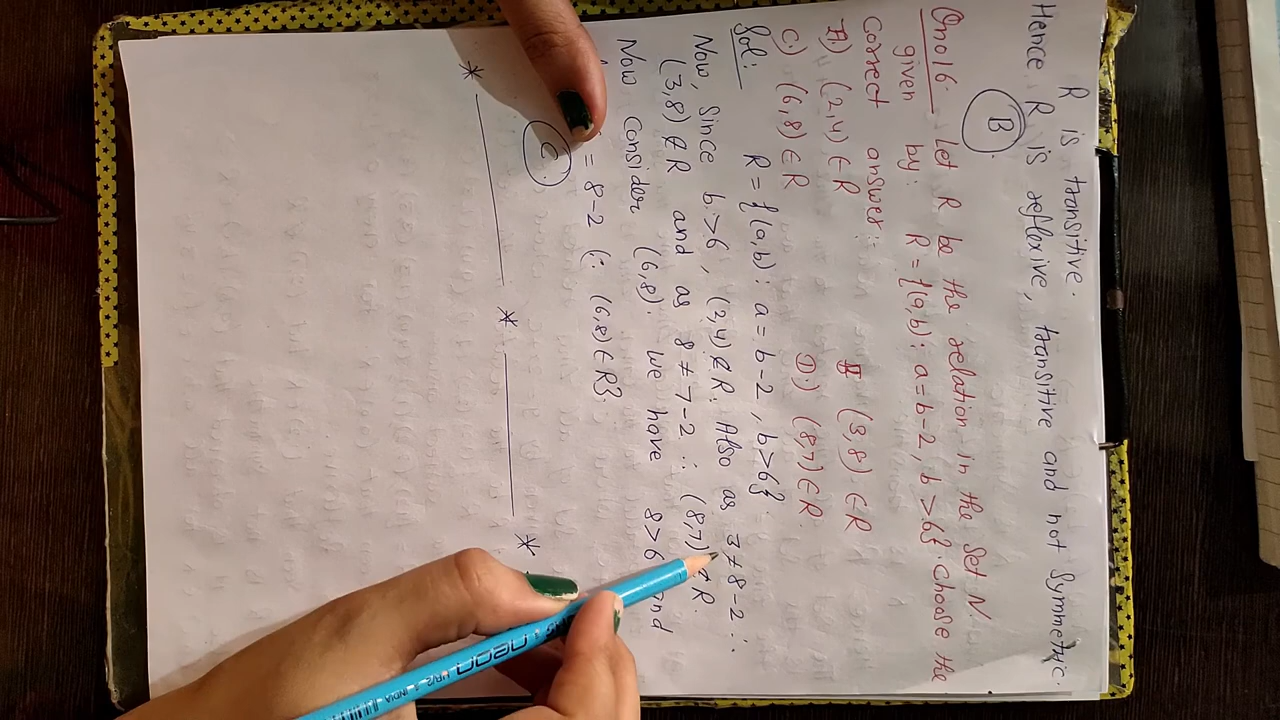 R is transitive.
Hence R is reflexive, transitive and not symmetric.
B
Qno16. Let R be the relation in the set N
given by: R = {(a,b): a = b-2, b > 6}. Choose the
correct answer:
A) (2,4) ∈ R
(3,8) ∈ R
C.) (6,8) ∈ R
D.) (8,7) ∈ R.
Sol: R = {(a,b): a = b-2, b > 6}
Now, since b > 6, (2,4) ∉ R. Also as 3 ≠ 8-2 ∴
(3,8) ∉ R and as 8 ≠ 7-2 ∴ (8,7) ∉ R.
Now consider (6,8). we have 8 > 6 and
= 8-2 (∵ (6,8) ∈ R}.
C
* * *
neon
INDIA